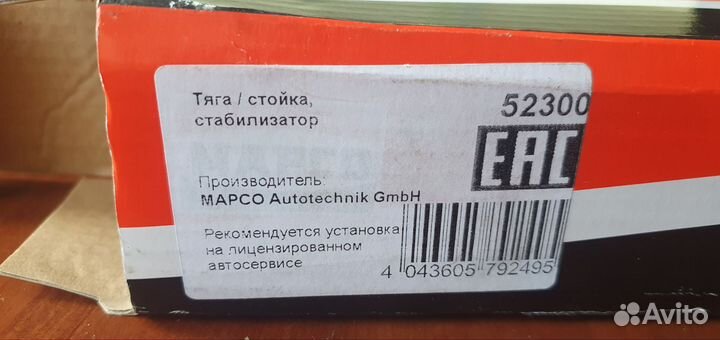 Тяга / стойка,
стабилизатор
52300
EAC
Производитель:
MAPCO Autotechnik GmbH
Рекомендуется установка
на лицензированном
автосервисе
4 043605 792495
Avito